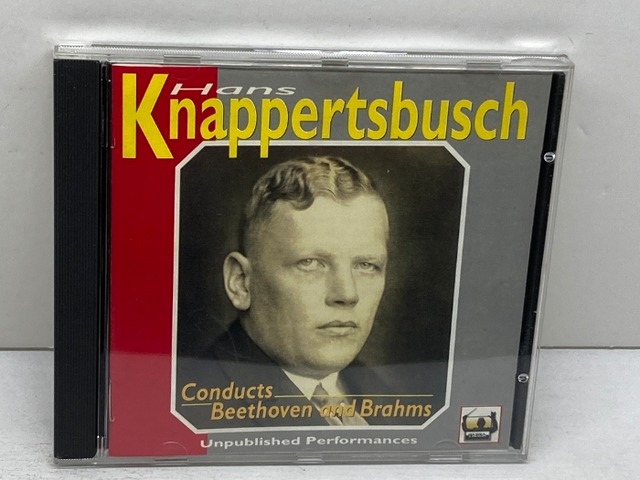 Hans
Knappertsbusch
Conducts
Beethoven and Brahms
Unpublished Performances